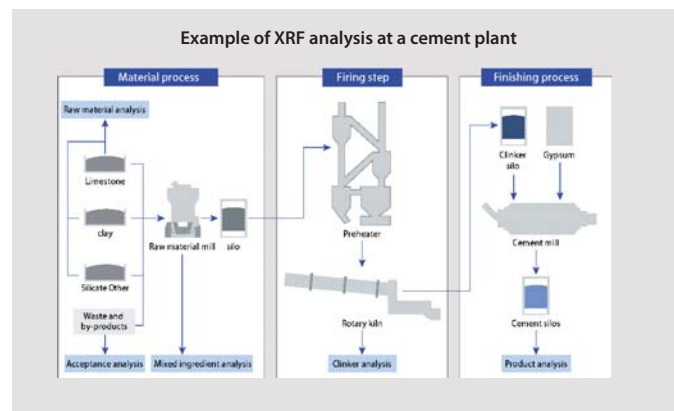 Example of XRF analysis at a cement plant
Material process
Firing step
Finishing process
Raw material analysis
Limestone
clay
Silicate Other
Waste and
by-products
Acceptance analysis
Raw material mill
silo
Mixed ingredient analysis
Preheater
Rotary kiln
Clinker analysis
Clinker
silo
Gypsum
Cement mill
Cement silos
Product analysis